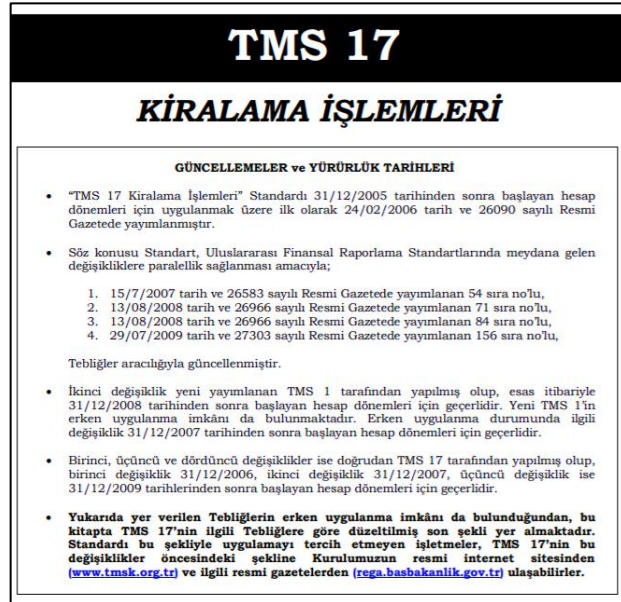 TMS 17
KİRALAMA İŞLEMLERİ
GÜNCELLEMELER ve YÜRÜRLÜK TARİHLERİ
• “TMS 17 Kiralama İşlemleri” Standardı 31/12/2005 tarihinden sonra başlayan hesap
dönemleri için uygulanmak üzere ilk olarak 24/02/2006 tarih ve 26090 sayılı Resmi
Gazetede yayımlanmıştır.
• Söz konusu Standart, Uluslararası Finansal Raporlama Standartlarında meydana gelen
değişikliklere paralellik sağlanması amacıyla;
1. 15/7/2007 tarih ve 26583 sayılı Resmi Gazetede yayımlanan 54 sıra no’lu,
2. 13/08/2008 tarih ve 26966 sayılı Resmi Gazetede yayımlanan 71 sıra no’lu,
3. 13/08/2008 tarih ve 26966 sayılı Resmi Gazetede yayımlanan 84 sıra no’lu,
4. 29/07/2009 tarih ve 27303 sayılı Resmi Gazetede yayımlanan 156 sıra no’lu,
Tebliğler aracılığıyla güncellenmiştir.
• İkinci değişiklik yeni yayımlanan TMS 1 tarafından yapılmış olup, esas itibariyle
31/12/2008 tarihinden sonra başlayan hesap dönemleri için geçerlidir. Yeni TMS 1’in
erken uygulama imkânı da bulunmaktadır. Erken uygulama durumunda ilgili
değişiklik 31/12/2007 tarihinden sonra başlayan hesap dönemleri için geçerlidir.
• Birinci, üçüncü ve dördüncü değişiklikler ise doğrudan TMS 17 tarafından yapılmış olup,
birinci değişiklik 31/12/2006, ikinci değişiklik 31/12/2007, üçüncü değişiklik ise
31/12/2009 tarihlerinden sonra başlayan hesap dönemleri için geçerlidir.
• Yukarıda yer verilen Tebliğlerin erken uygulama imkânı da bulunduğundan, bu
kitapta TMS 17’nin ilgili Tebliğlere göre düzeltilmiş son şekli yer almaktadır.
Standardı bu şekliyle uygulamayı tercih etmeyen işletmeler, TMS 17’nin bu
değişiklikler öncesindeki şekline Kurulumuzun resmi internet sitesinden
(www.tmsk.org.tr) ve ilgili resmi gazetelerden (rega.basbakanlik.gov.tr) ulaşabilirler.